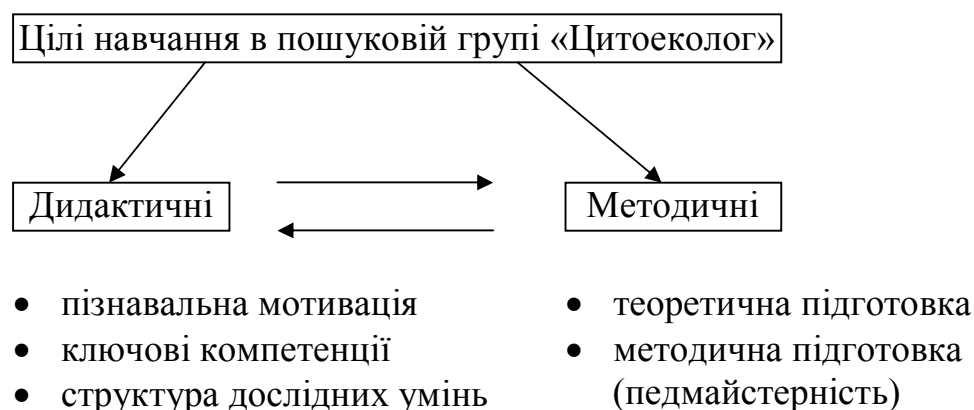 Цілі навчання в пошуковій групі «Цитоеколог»
Дидактичні
Методичні
• пізнавальна мотивація
• ключові компетенції
• структура дослідних умінь
• теоретична підготовка
• методична підготовка
(педмайстерність)